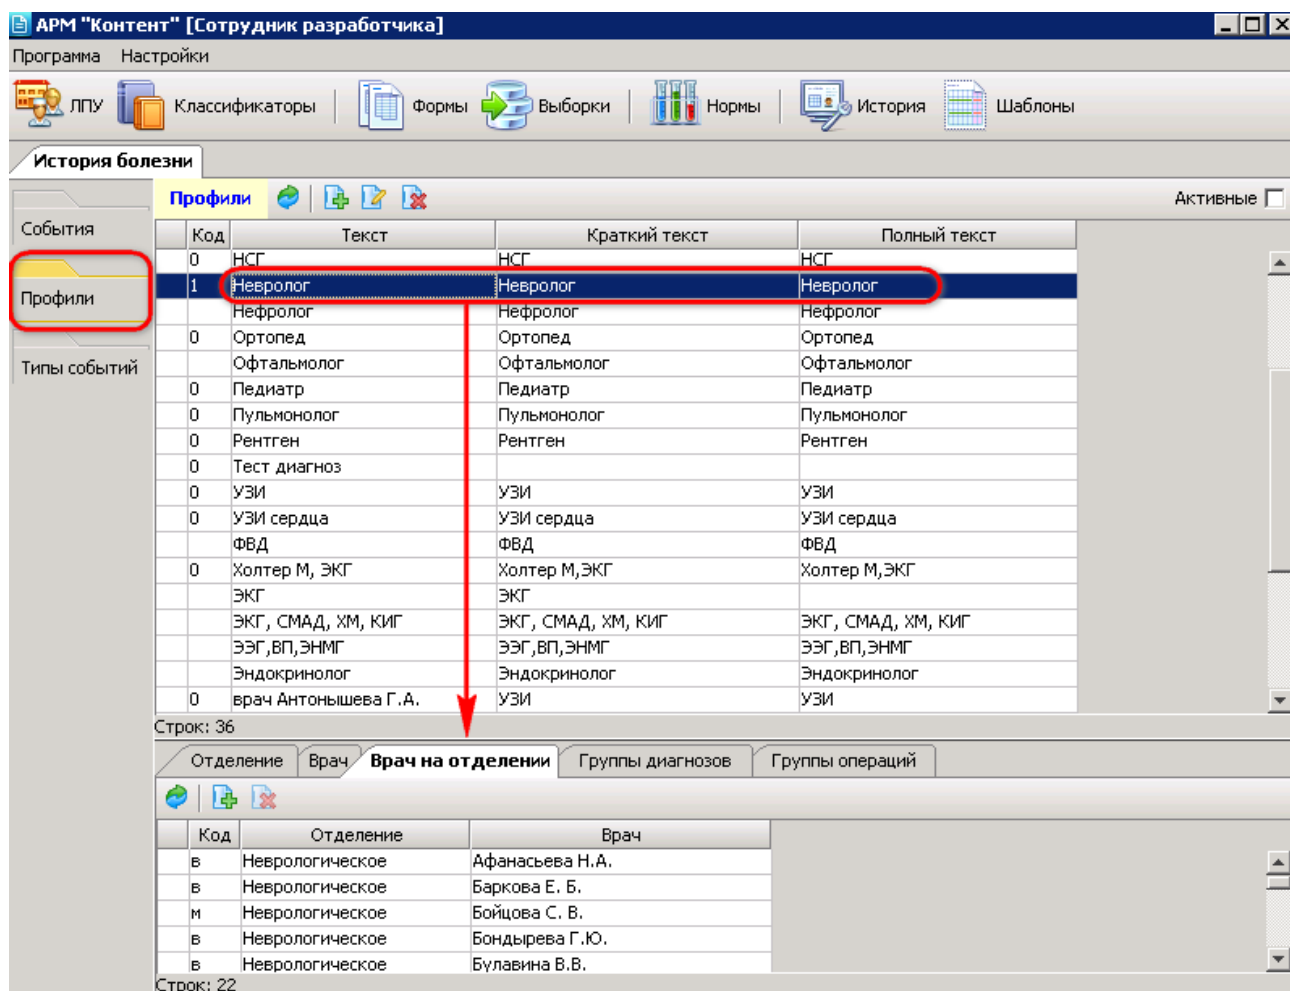 АРМ "Контент" [Сотрудник разработчика]
Программа Настройки
ЛПУ Классификаторы Формы Выборки Нормы История Шаблоны
История болезни
Профили Активные
События
Профили
Типы событий
Код Текст Краткий текст Полный текст
0 НСГ НСГ НСГ
1 Невролог Невролог Невролог
Нефролог Нефролог Нефролог
0 Ортопед Ортопед Ортопед
Офтальмолог Офтальмолог Офтальмолог
0 Педиатр Педиатр Педиатр
0 Пульмонолог Пульмонолог Пульмонолог
0 Рентген Рентген Рентген
0 Тест диагноз
0 УЗИ УЗИ УЗИ
0 УЗИ сердца УЗИ сердца УЗИ сердца
ФВД ФВД ФВД
0 Холтер М, ЭКГ Холтер М,ЭКГ Холтер М,ЭКГ
ЭКГ ЭКГ
ЭКГ, СМАД, ХМ, КИГ ЭКГ, СМАД, ХМ, КИГ ЭКГ, СМАД, ХМ, КИГ
ЭЭГ,ВП,ЭНМГ ЭЭГ,ВП,ЭНМГ ЭЭГ,ВП,ЭНМГ
Эндокринолог Эндокринолог Эндокринолог
0 врач Антонышева Г.А. УЗИ УЗИ
Строк: 36
Отделение Врач Врач на отделении Группы диагнозов Группы операций
Код Отделение Врач
в Неврологическое Афанасьева Н.А.
в Неврологическое Баркова Е. Б.
м Неврологическое Бойцова С. В.
в Неврологическое Бондырева Г.Ю.
в Неврологическое Булавина В.В.
Строк: 22